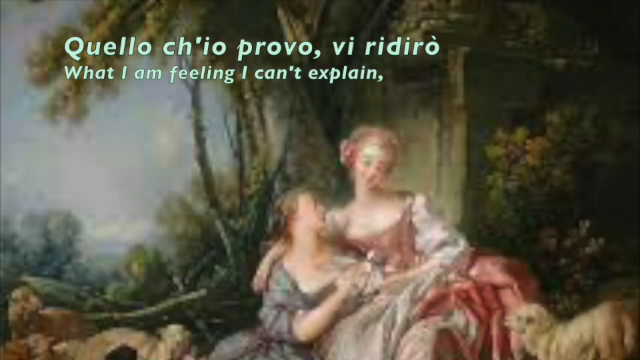 Quello ch'io provo, vi ridirò
What I am feeling I can't explain,